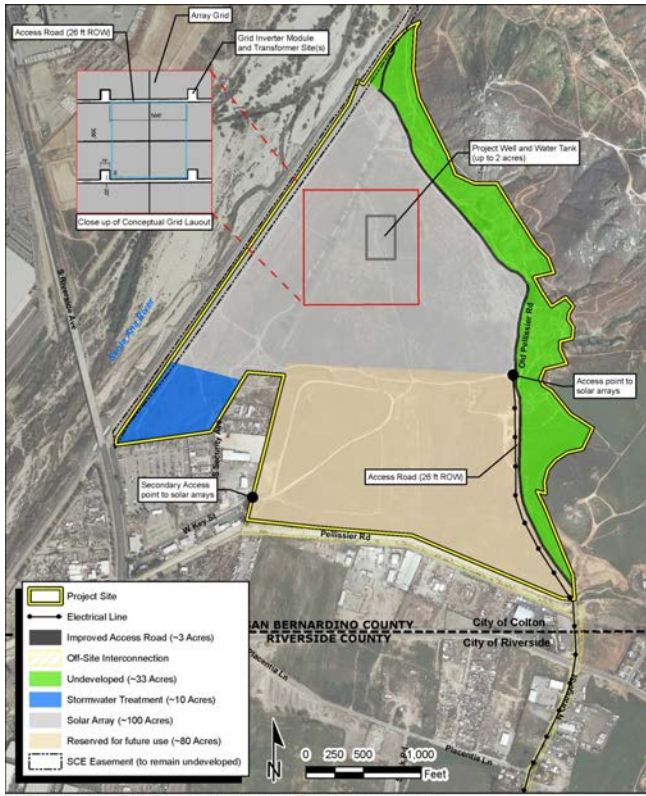 Array Grid
Access Road (26 ft ROW)
Grid Inverter Module
and Transformer Site(s)
Close up of Conceptual Grid Lauout
Project Well and Water Tank
(up to 2 acres)
S Riverside Ave
Santa Ana River
Old Pellissier Rd
Access point to
solar arrays
S Security Ave
Access Road (26 ft ROW)
Secondary Access
point to solar arrays
W Key St
Pellissier Rd
Project Site
Electrical Line
Improved Access Road (~3 Acres)
Off-Site Interconnection
Undeveloped (~33 Acres)
Stormwater Treatment (~10 Acres)
Solar Array (~100 Acres)
Reserved for future use (~80 Acres)
SCE Easement (to remain undeveloped)
SAN BERNARDINO COUNTY
RIVERSIDE COUNTY
City of Colton
City of Riverside
Placentia Ln
Placentia Ln
N
0 250 500 1,000
Feet